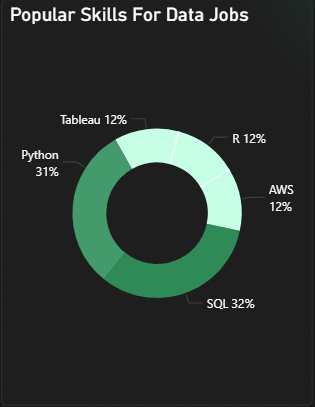 Popular Skills For Data Jobs
Tableau 12%
R 12%
Python
31%
AWS
12%
SQL 32%